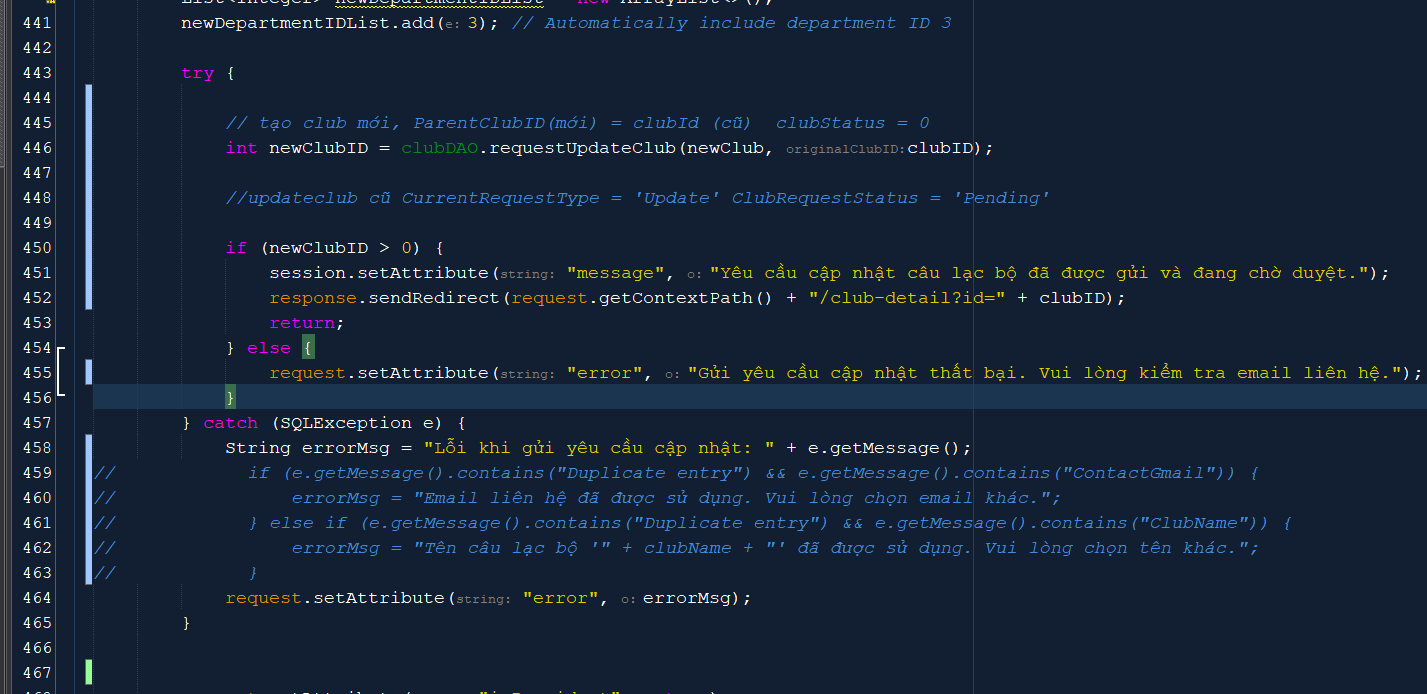 441 newDepartmentIDList.add(e: 3); // Automatically include department ID 3
442
443 try {
444
445 // tạo club mới, ParentClubID(mới) = clubId (cũ)  clubStatus = 0
446 int newClubID = clubDAO.requestUpdateClub(newClub, originalClubID:clubID);
447
448 //updateclub cũ CurrentRequestType = 'Update' ClubRequestStatus = 'Pending'
449
450 if (newClubID > 0) {
451 session.setAttribute(string: "message", o: "Yêu cầu cập nhật câu lạc bộ đã được gửi và đang chờ duyệt.");
452 response.sendRedirect(request.getContextPath() + "/club-detail?id=" + clubID);
453 return;
454 } else {
455 request.setAttribute(string: "error", o: "Gửi yêu cầu cập nhật thất bại. Vui lòng kiểm tra email liên hệ.");
456 }
457 } catch (SQLException e) {
458 String errorMsg = "Lỗi khi gửi yêu cầu cập nhật: " + e.getMessage();
459 // if (e.getMessage().contains("Duplicate entry") && e.getMessage().contains("ContactGmail")) {
460 // errorMsg = "Email liên hệ đã được sử dụng. Vui lòng chọn email khác.";
461 // } else if (e.getMessage().contains("Duplicate entry") && e.getMessage().contains("ClubName")) {
462 // errorMsg = "Tên câu lạc bộ '" + clubName + "' đã được sử dụng. Vui lòng chọn tên khác.";
463 // }
464 request.setAttribute(string: "error", o: errorMsg);
465 }
466
467